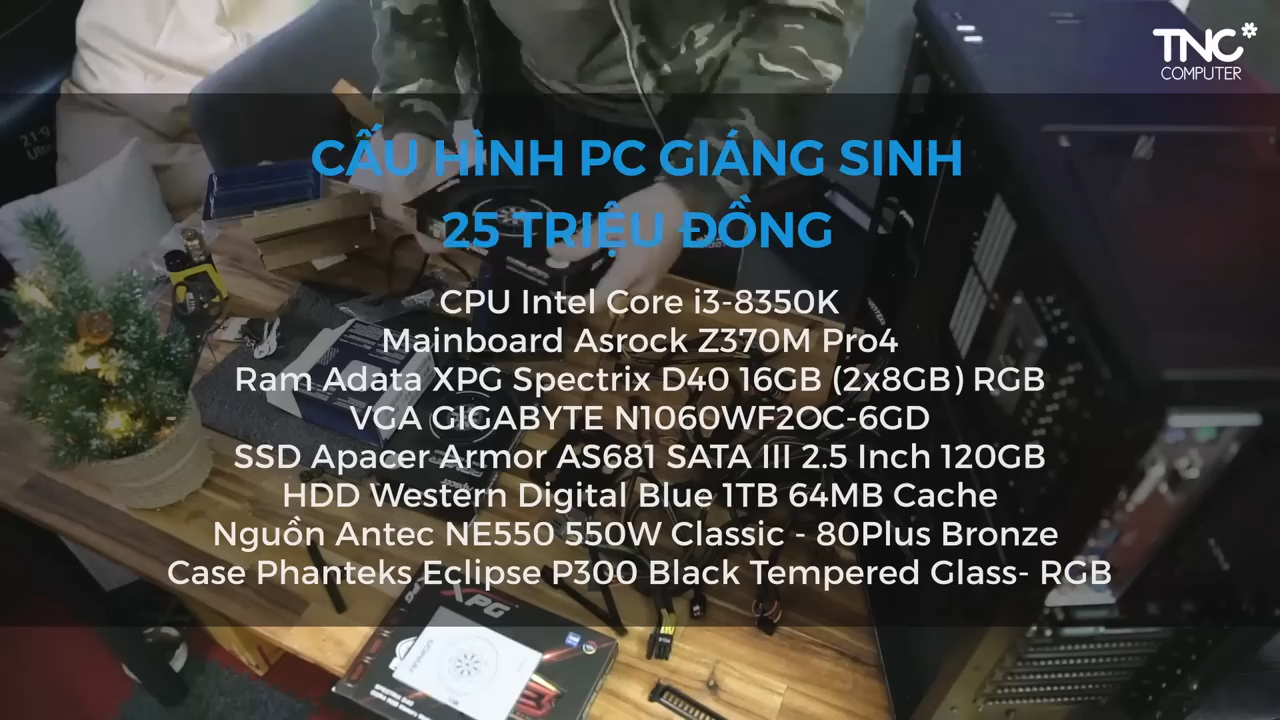 TNC
COMPUTER
21:9
CẤU HÌNH PC GIÁNG SINH
25 TRIỆU ĐỒNG
CPU Intel Core i3-8350K
Mainboard Asrock Z370M Pro4
Ram Adata XPG Spectrix D40 16GB (2x8GB) RGB
VGA GIGABYTE N1060WF2OC-6GD
SSD Apacer Armor AS681 SATA III 2.5 Inch 120GB
HDD Western Digital Blue 1TB 64MB Cache
Nguồn Antec NE550 550W Classic - 80Plus Bronze
Case Phanteks Eclipse P300 Black Tempered Glass- RGB
XPG